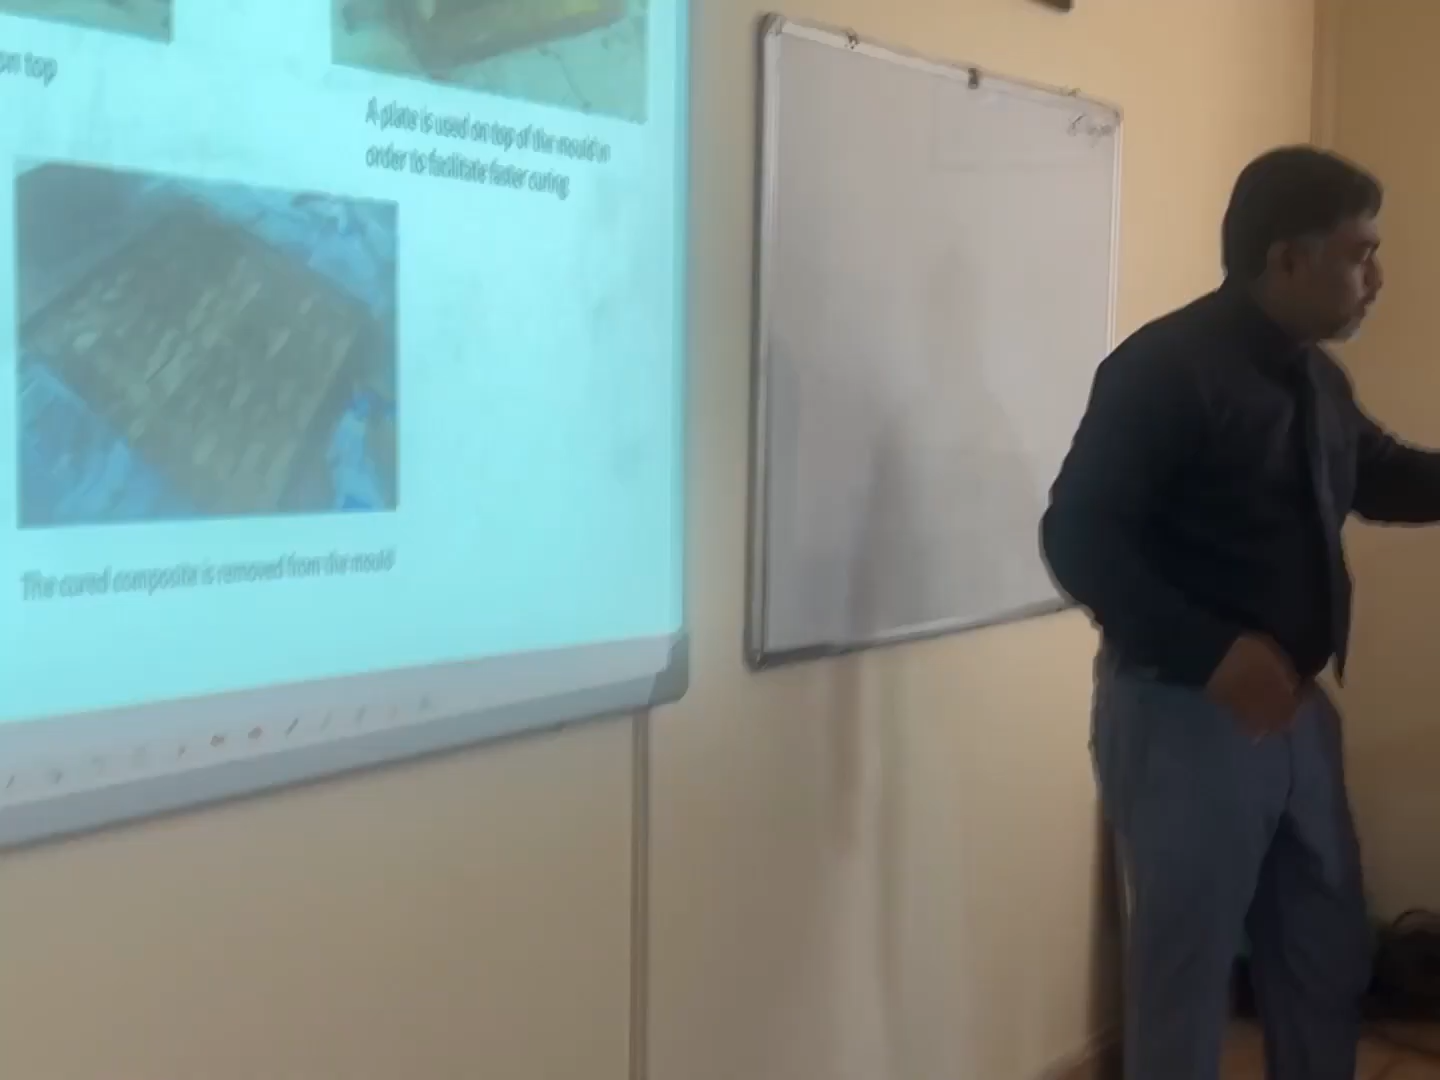 on top
A plate is used on top of the mould in
order to facilitate faster curing
The cured composite is removed from the mould